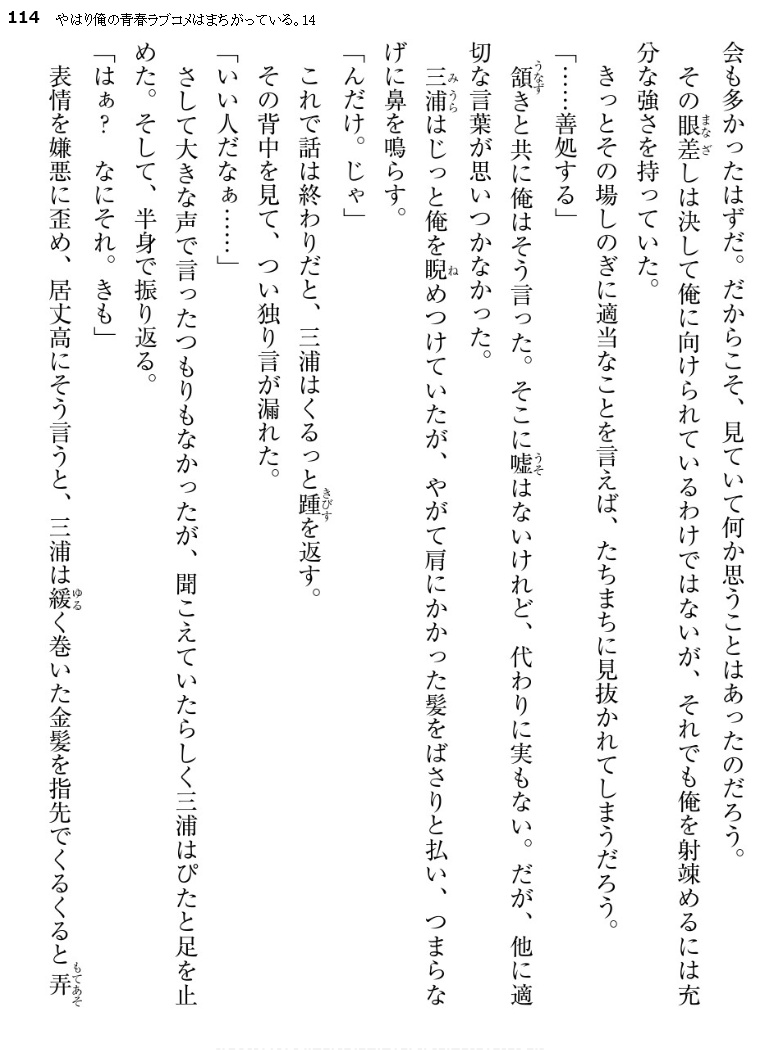 114　やはり俺の青春ラブコメはまちがっている。14
会も多かったはずだ。だからこそ、見ていて何か思うことはあったのだろう。
その眼差しは決して俺に向けられているわけではないが、それでも俺を射竦めるには充
分な強さを持っていた。
きっとその場しのぎに適当なことを言えば、たちまちに見抜かれてしまうだろう。
「……善処する」
頷きと共に俺はそう言った。そこに嘘はないけれど、代わりに実もない。だが、他に適
切な言葉が思いつかなかった。
三浦はじっと俺を睨めつけていたが、やがて肩にかかった髪をばさりと払い、つまらな
げに鼻を鳴らす。
「んだけ。じゃ」
これで話は終わりだと、三浦はくるっと踵を返す。
その背中を見て、つい独り言が漏れた。
「いい人だなぁ……」
さして大きな声で言ったつもりもなかったが、聞こえていたらしく三浦はぴたと足を止
めた。そして、半身で振り返る。
「はぁ？　なにそれ。きも」
表情を嫌悪に歪め、居丈高にそう言うと、三浦は緩く巻いた金髪を指先でくるくると弄